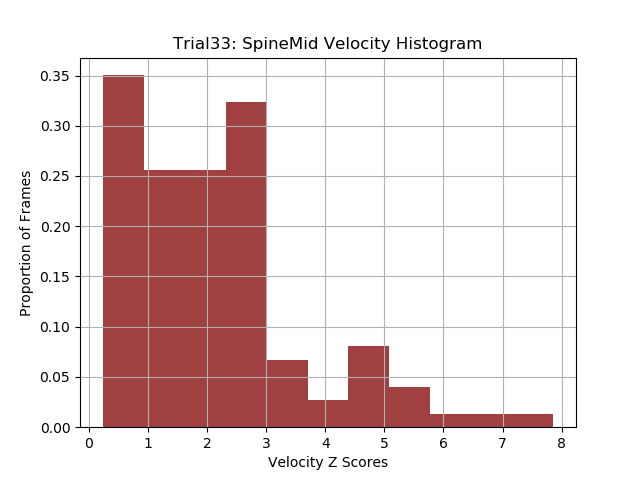 Trial33: SpineMid Velocity Histogram
0.35
0.30
0.25
0.20
0.15
0.10
0.05
0.00
Proportion of Frames
0 1 2 3 4 5 6 7 8
Velocity Z Scores